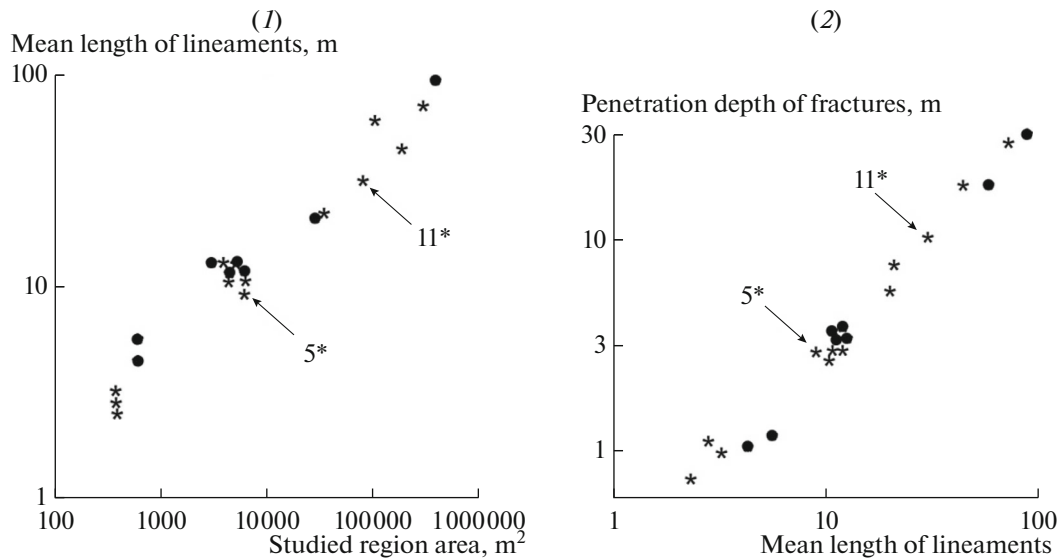 (1)
Mean length of lineaments, m
100
10
1
11*
5*
100 1000 10000 100000 1000000
Studied region area, m²
(2)
Penetration depth of fractures, m
30
10
3
1
11*
5*
1 10 100
Mean length of lineaments